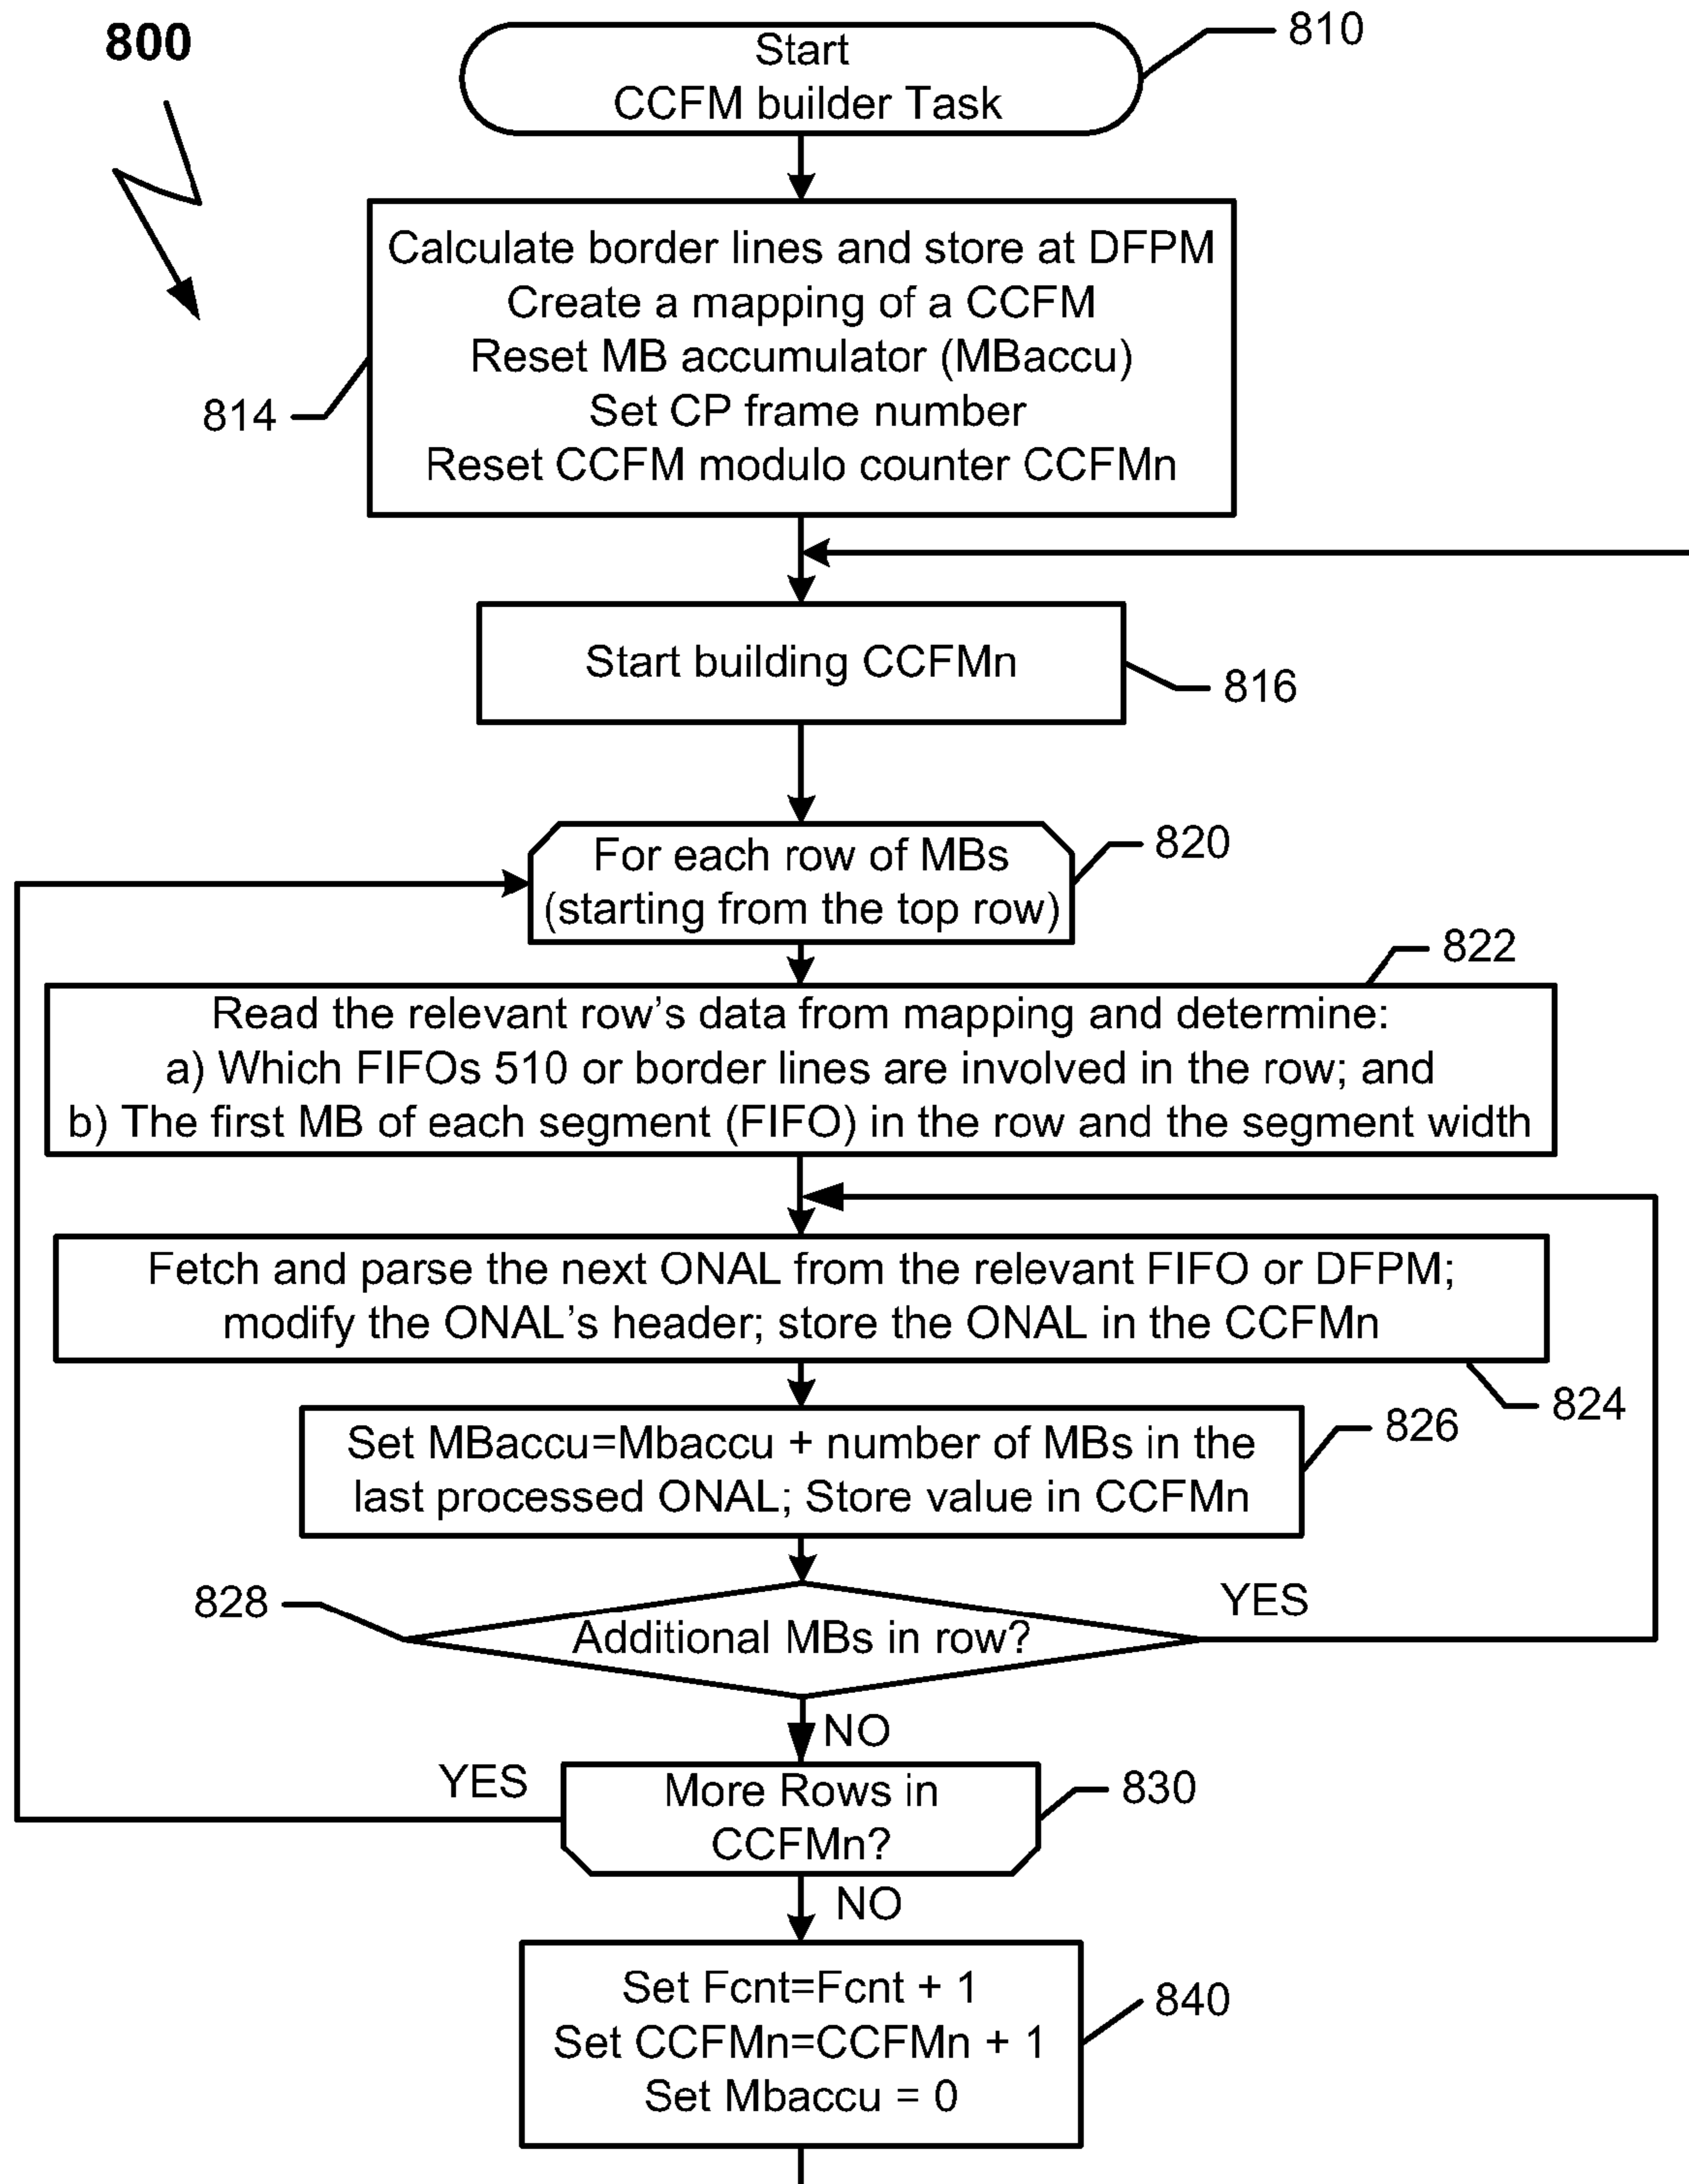 800
810
Start
CCFM builder Task
Calculate border lines and store at DFPM
Create a mapping of a CCFM
Reset MB accumulator (MBaccu)
Set CP frame number
Reset CCFM modulo counter CCFMn
814
Start building CCFMn
816
820
For each row of MBs
(starting from the top row)
822
Read the relevant row's data from mapping and determine:
a) Which FIFOs 510 or border lines are involved in the row; and
b) The first MB of each segment (FIFO) in the row and the segment width
Fetch and parse the next ONAL from the relevant FIFO or DFPM;
modify the ONAL's header; store the ONAL in the CCFMn
824
826
Set MBaccu=Mbaccu + number of MBs in the
last processed ONAL; Store value in CCFMn
828
YES
Additional MBs in row?
NO
YES
More Rows in
CCFMn?
830
NO
Set Fcnt=Fcnt + 1
Set CCFMn=CCFMn + 1
Set Mbaccu = 0
840